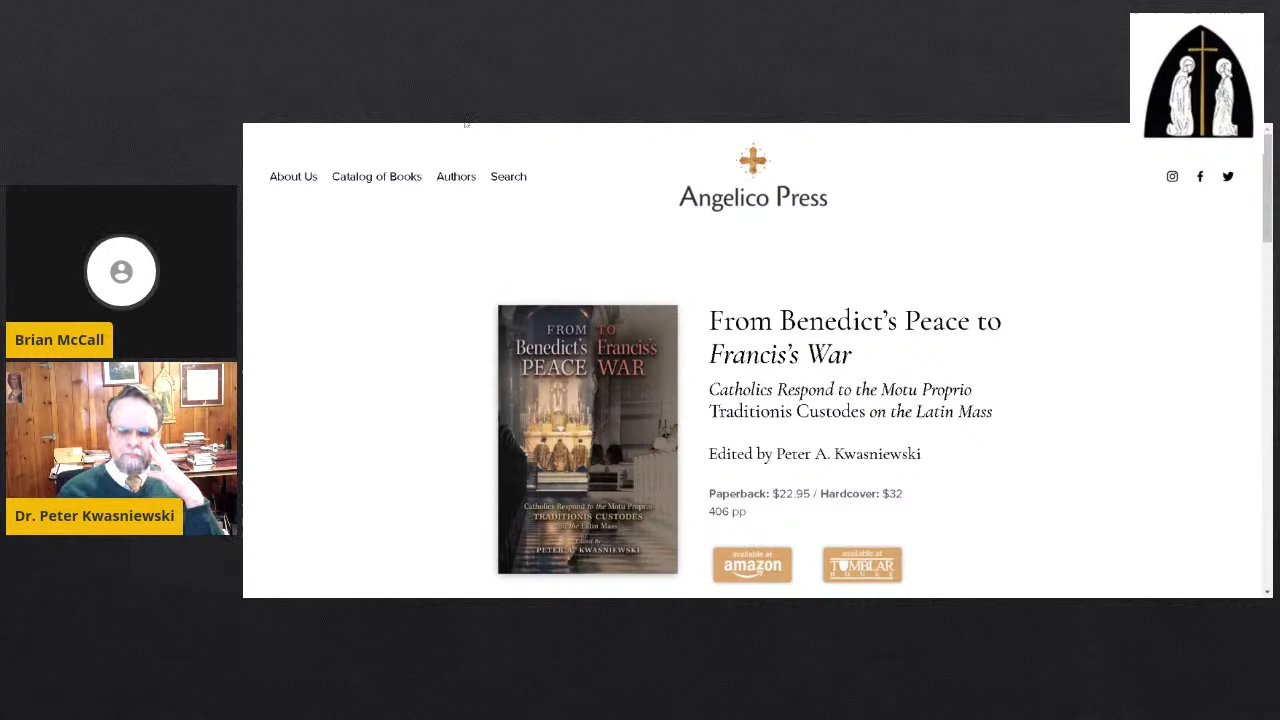 About Us Catalog of Books Authors Search
Angelico Press
Brian McCall
Dr. Peter Kwasniewski
FROM TO
Benedict's Francis's
PEACE WAR
Catholics Respond to the Motu Proprio
TRADITIONIS CUSTODES
on the Latin Mass
Edited By
PETER A. KWASNIEWSKI
From Benedict's Peace to
Francis's War
Catholics Respond to the Motu Proprio
Traditionis Custodes on the Latin Mass
Edited by Peter A. Kwasniewski
Paperback: $22.95 / Hardcover: $32
406 pp
available at
amazon
available at
TUMBLAR
HOUSE